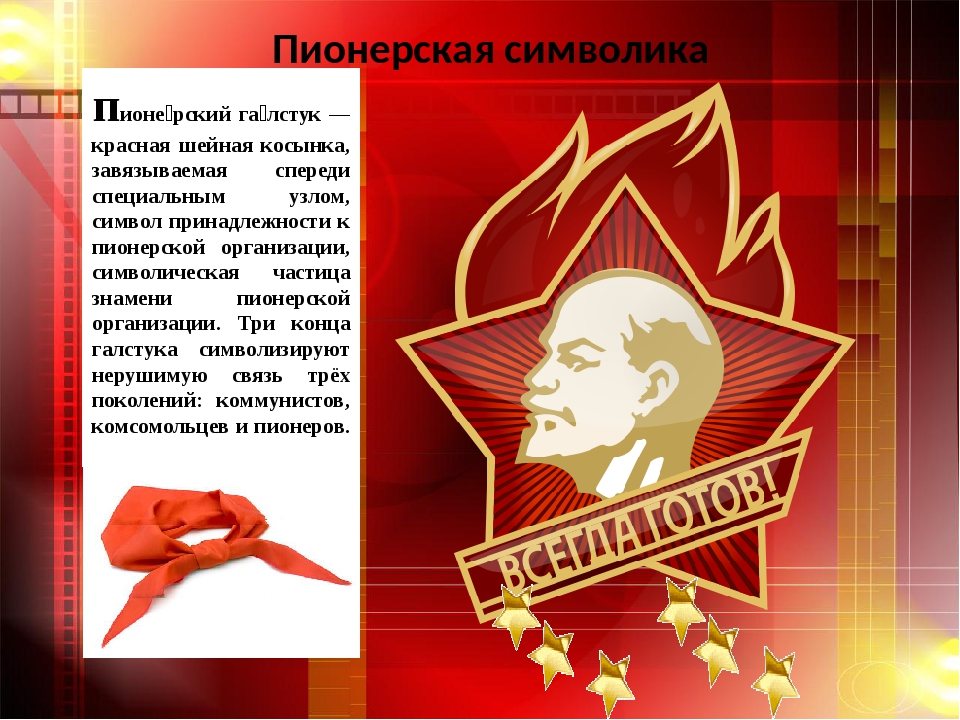 Пионерская символика
Пионе́рский га́лстук —
красная шейная косынка,
завязываемая спереди
специальным узлом,
символ принадлежности к
пионерской организации,
символическая частица
знамени пионерской
организации. Три конца
галстука символизируют
нерушимую связь трёх
поколений: коммунистов,
комсомольцев и пионеров.
ВСЕГДА ГОТОВ!